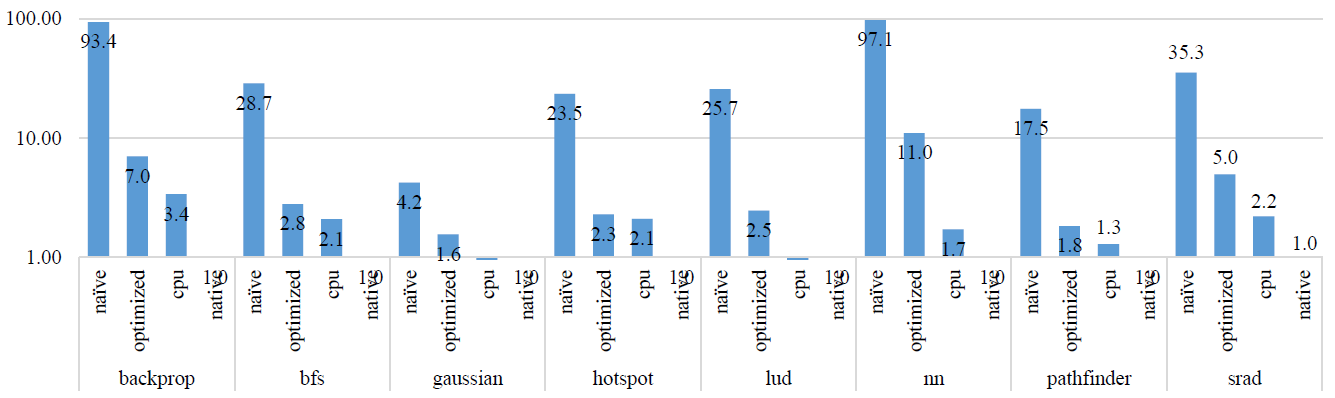 100.00
10.00
1.00
93.4
7.0
3.4
1.0
28.7
2.8
2.1
1.0
4.2
1.6
1.0
23.5
2.3
2.1
1.0
25.7
2.5
1.0
97.1
11.0
1.7
1.0
17.5
1.8
1.3
1.0
35.3
5.0
2.2
1.0
naïve
optimized
cpu
native
naïve
optimized
cpu
native
naïve
optimized
cpu
native
naïve
optimized
cpu
native
naïve
optimized
cpu
native
naïve
optimized
cpu
native
naïve
optimized
cpu
native
naïve
optimized
cpu
native
backprop
bfs
gaussian
hotspot
lud
nn
pathfinder
srad